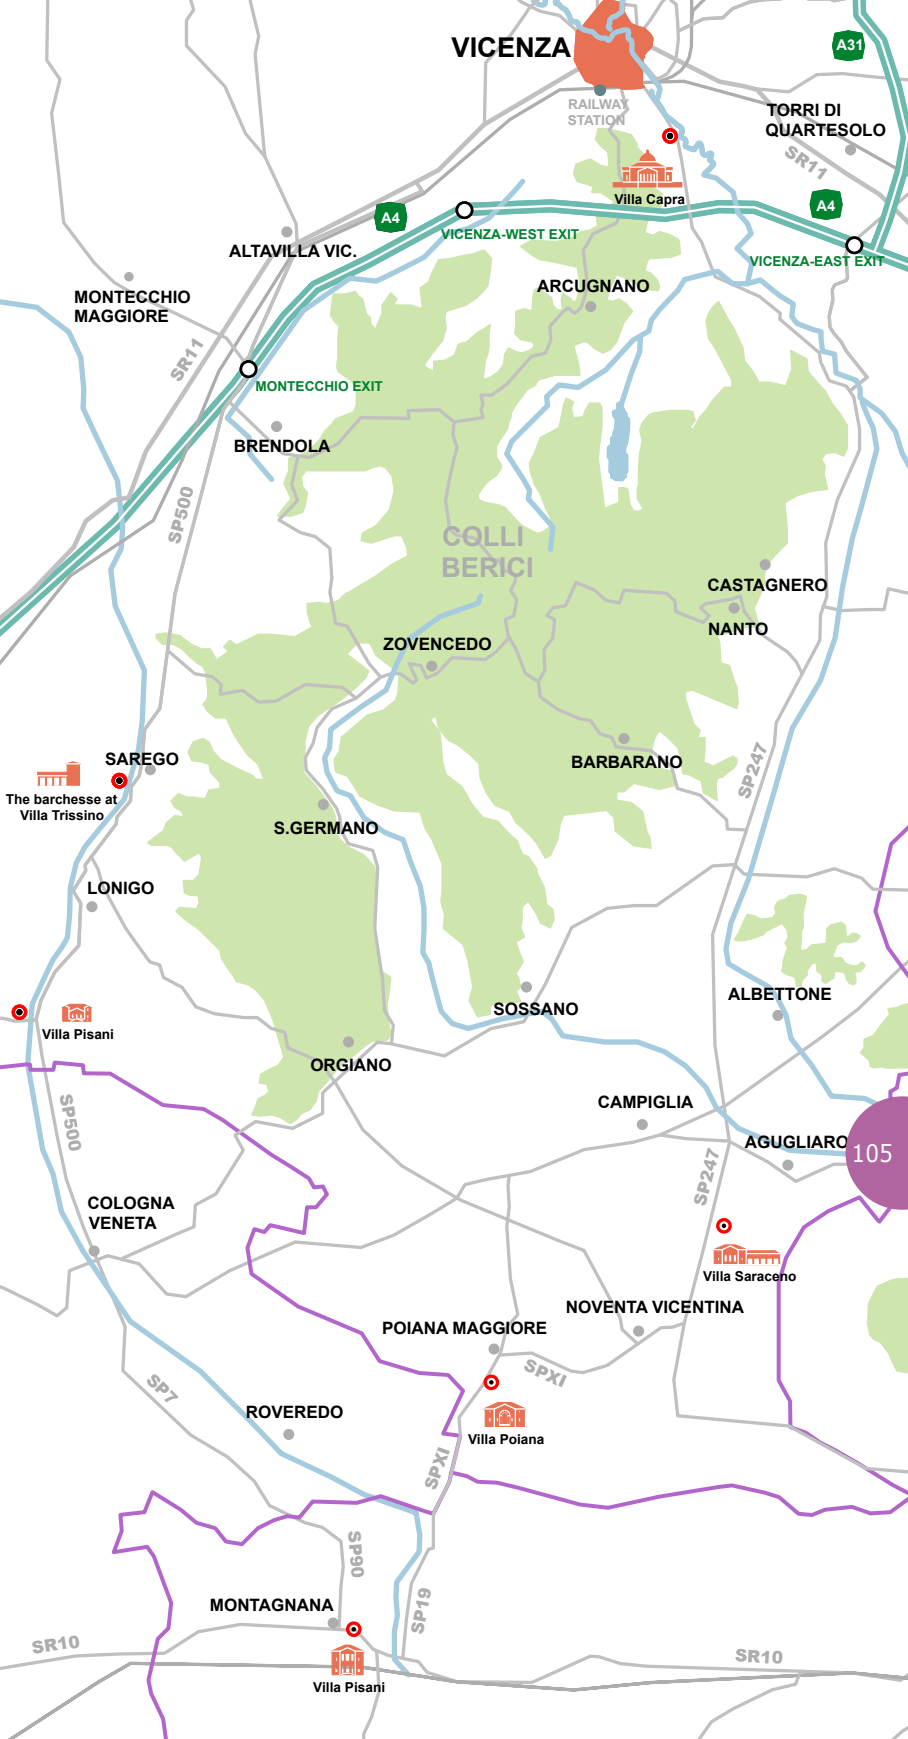 VICENZA
A31
RAILWAY
STATION
TORRI DI
QUARTESOLO
SR11
Villa Capra
A4
A4
VICENZA-WEST EXIT
ALTAVILLA VIC.
VICENZA-EAST EXIT
MONTECCHIO
MAGGIORE
ARCUGNANO
SR11
MONTECCHIO EXIT
BRENDOLA
SP500
COLLI
BERICI
CASTAGNERO
NANTO
ZOVENCEDO
SAREGO
BARBARANO
SP247
The barchesse at
Villa Trissino
S.GERMANO
LONIGO
ALBETTONE
SOSSANO
Villa Pisani
ORGIANO
CAMPIGLIA
SP500
AGUGLIARO
105
SP247
COLOGNA
VENETA
Villa Saraceno
NOVENTA VICENTINA
POIANA MAGGIORE
SPXI
SP7
ROVEREDO
Villa Poiana
SPXI
SP90
MONTAGNANA
SP19
SR10
SR10
Villa Pisani